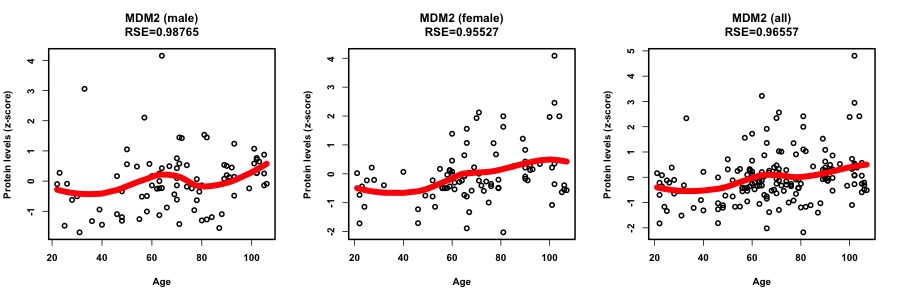 MDM2 (male)
RSE=0.98765
Protein levels (z-score)
4
3
2
1
0
-1
20 40 60 80 100
Age
MDM2 (female)
RSE=0.95527
Protein levels (z-score)
4
3
2
1
0
-1
-2
20 40 60 80 100
Age
MDM2 (all)
RSE=0.96557
Protein levels (z-score)
5
4
3
2
1
0
-1
-2
20 40 60 80 100
Age